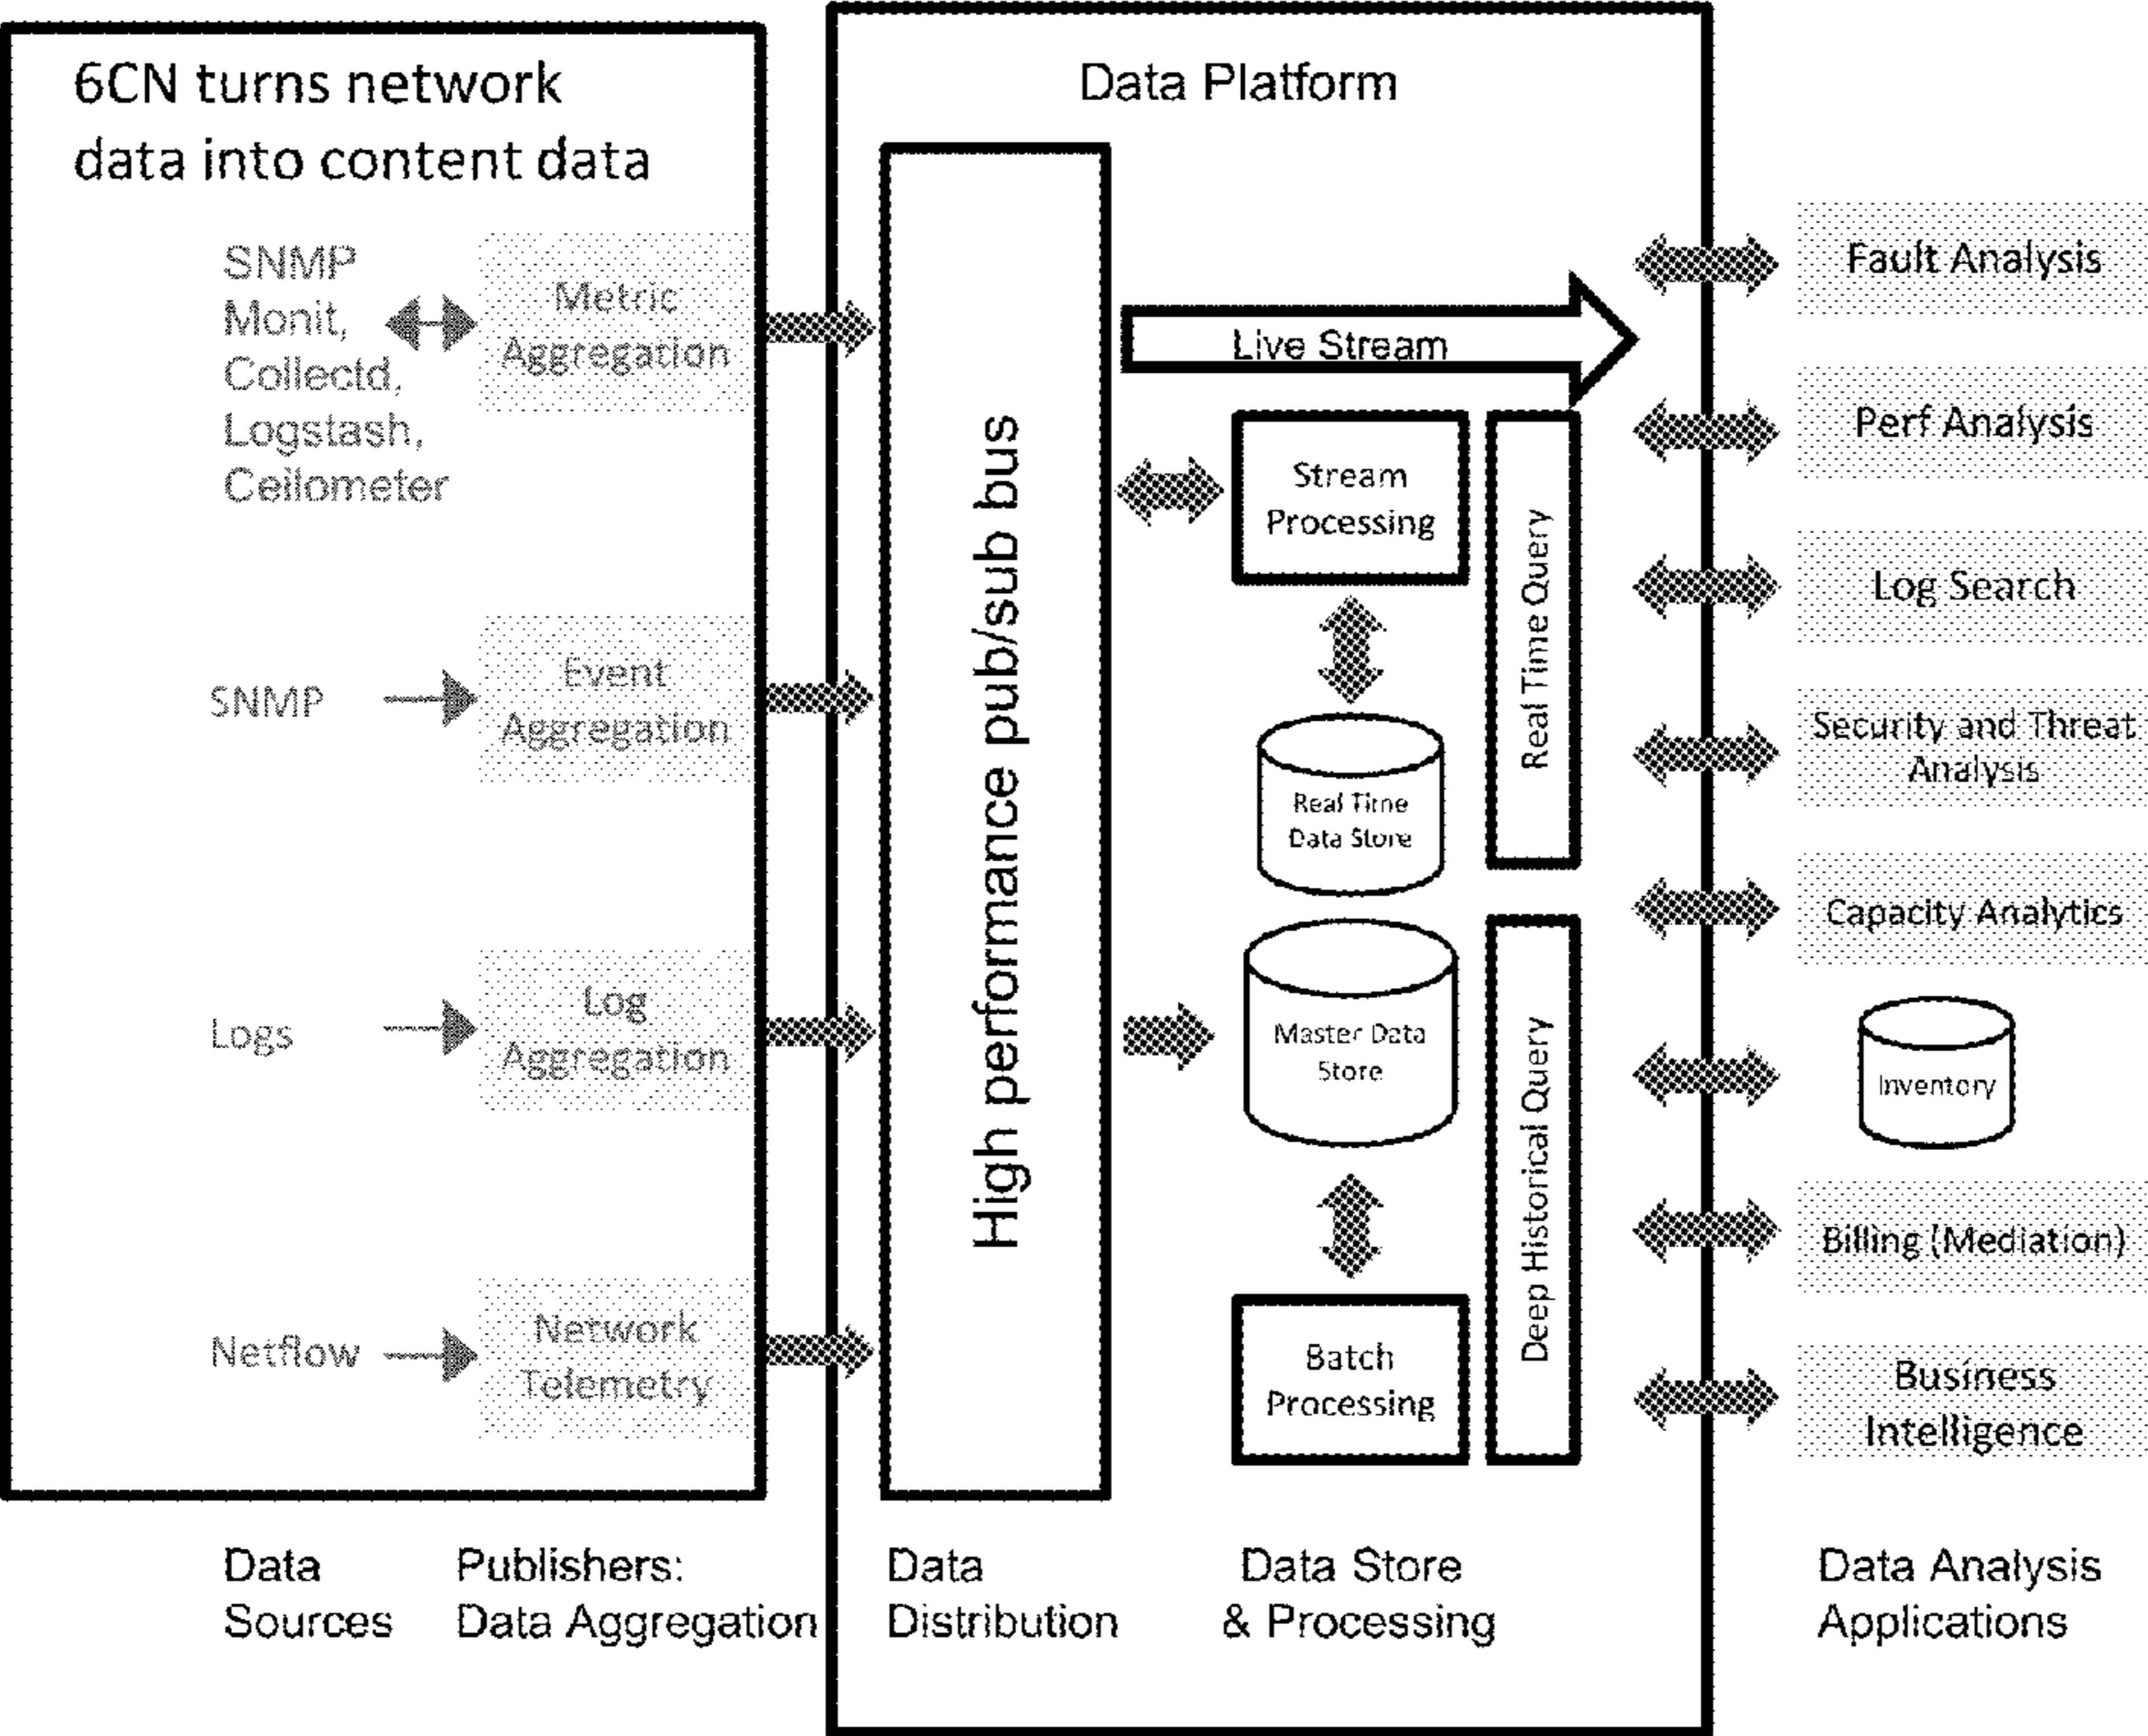 6CN turns network
data into content data
SNMP
Monit,
Collectd,
Logstash,
Ceilometer
Metric
Aggregation
SNMP
Event
Aggregation
Logs
Log
Aggregation
Netflow
Network
Telemetry
Data Platform
High performance pub/sub bus
Live Stream
Stream
Processing
Real Time
Data Store
Real Time Query
Master Data
Store
Batch
Processing
Deep Historical Query
Fault Analysis
Perf Analysis
Log Search
Security and Threat
Analysis
Capacity Analytics
Inventory
Billing (Mediation)
Business
Intelligence
Data
Sources
Publishers:
Data Aggregation
Data
Distribution
Data Store
& Processing
Data Analysis
Applications